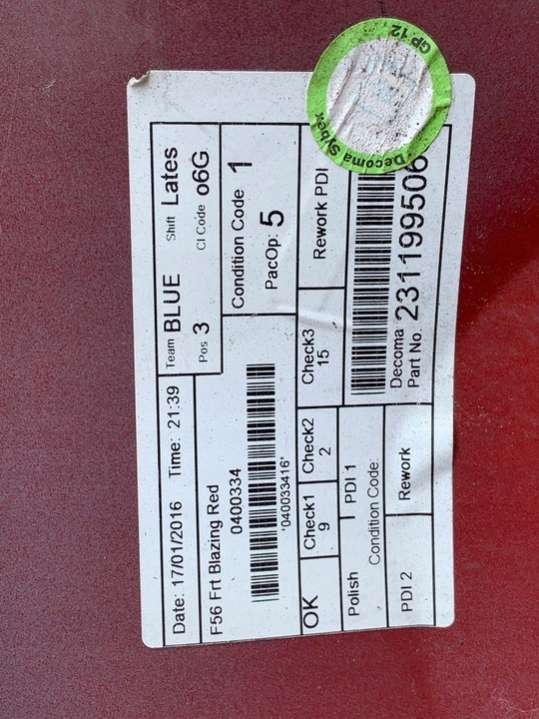 Date: 17/01/2016 Time: 21:39 Team BLUE Shift Lates
Pos 3 CI Code o6G
F56 Frt Blazing Red
0400334
*040033416*
Condition Code 1
PacOp: 5
OK Check1 Check2 Check3 Rework PDI
9 2 15
Polish PDI 1
Condition Code:
Decoma
Part No. 231199506
PDI 2 Rework
Decoma Sybex
GP 12